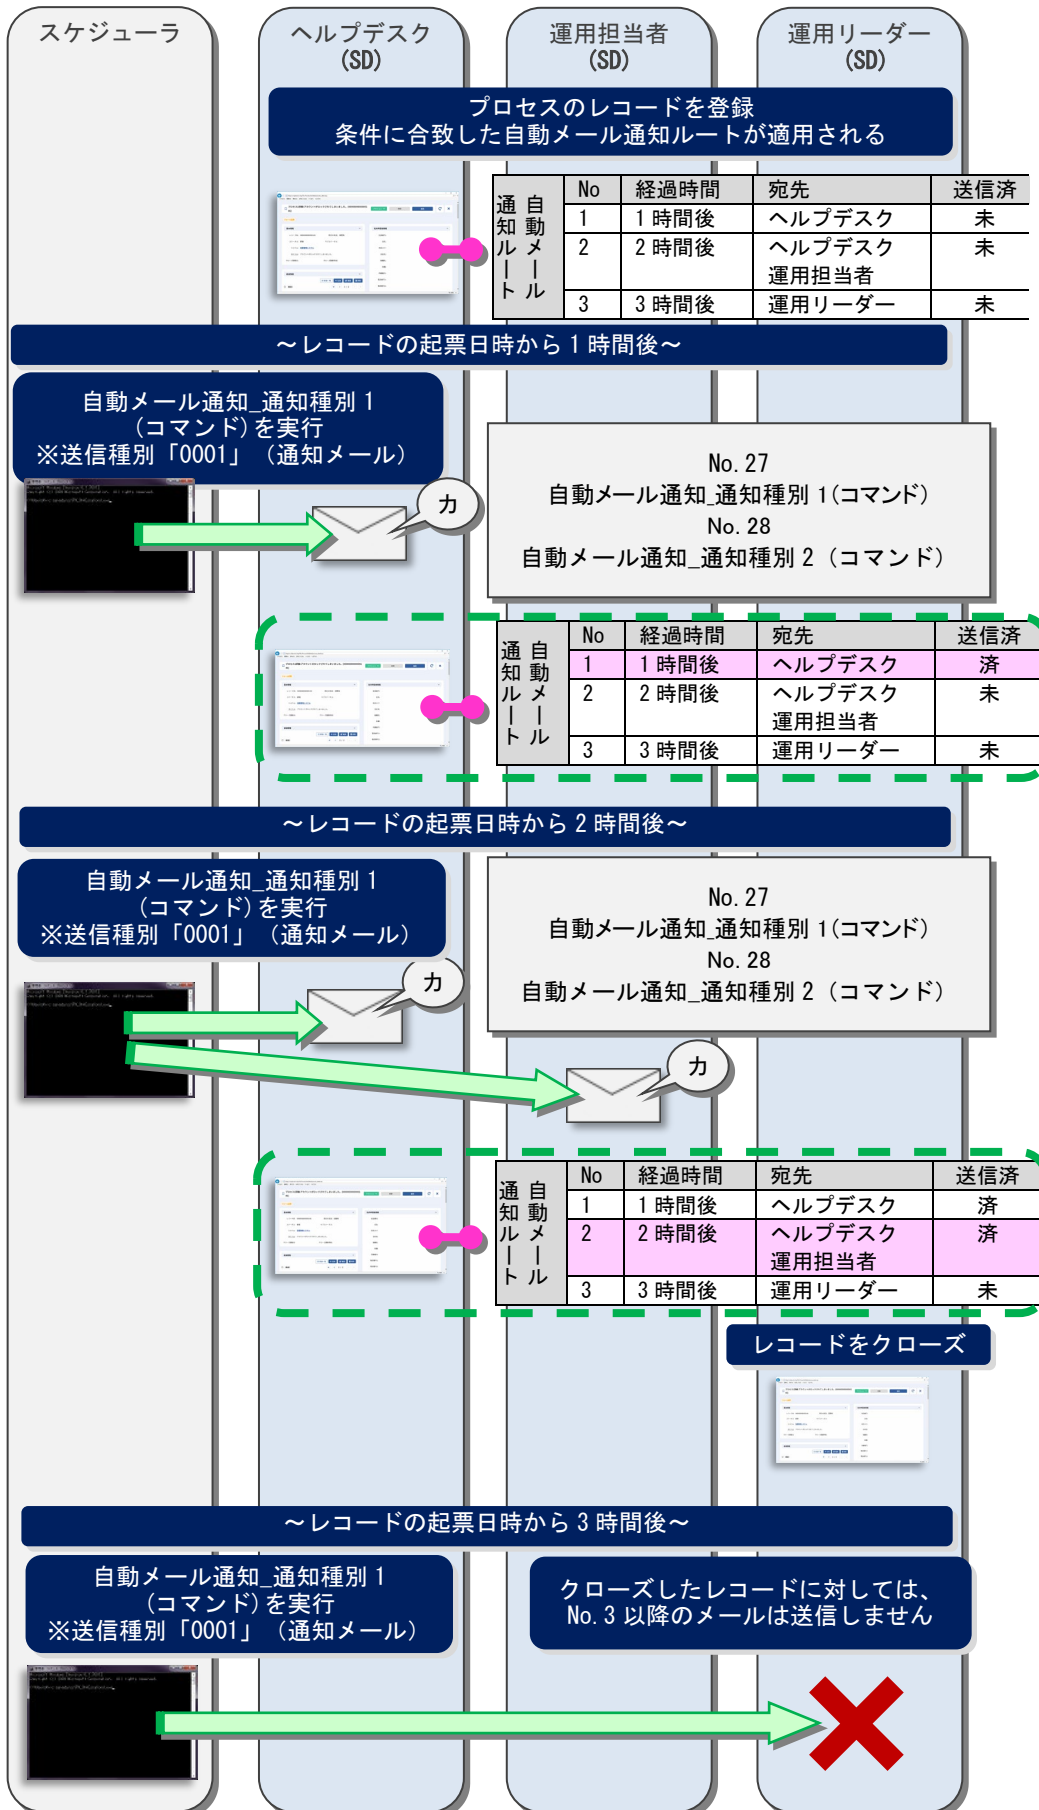 スケジューラ
ヘルプデスク
(SD)
運用担当者
(SD)
運用リーダー
(SD)
プロセスのレコードを登録
条件に合致した自動メール通知ルートが適用される
自動メール
通知ルート
No 経過時間 宛先 送信済
1 1時間後 ヘルプデスク 未
2 2時間後 ヘルプデスク 未
運用担当者
3 3時間後 運用リーダー 未
～レコードの起票日時から1時間後～
自動メール通知_通知種別1
(コマンド)を実行
※送信種別「0001」（通知メール）
カ
No.27
自動メール通知_通知種別1(コマンド)
No.28
自動メール通知_通知種別2（コマンド）
自動メール
通知ルート
No 経過時間 宛先 送信済
1 1時間後 ヘルプデスク 済
2 2時間後 ヘルプデスク 未
運用担当者
3 3時間後 運用リーダー 未
～レコードの起票日時から2時間後～
自動メール通知_通知種別1
(コマンド)を実行
※送信種別「0001」（通知メール）
カ
No.27
自動メール通知_通知種別1(コマンド)
No.28
自動メール通知_通知種別2（コマンド）
カ
自動メール
通知ルート
No 経過時間 宛先 送信済
1 1時間後 ヘルプデスク 済
2 2時間後 ヘルプデスク 済
運用担当者
3 3時間後 運用リーダー 未
レコードをクローズ
～レコードの起票日時から3時間後～
自動メール通知_通知種別1
(コマンド)を実行
※送信種別「0001」（通知メール）
クローズしたレコードに対しては、
No.3以降のメールは送信しません